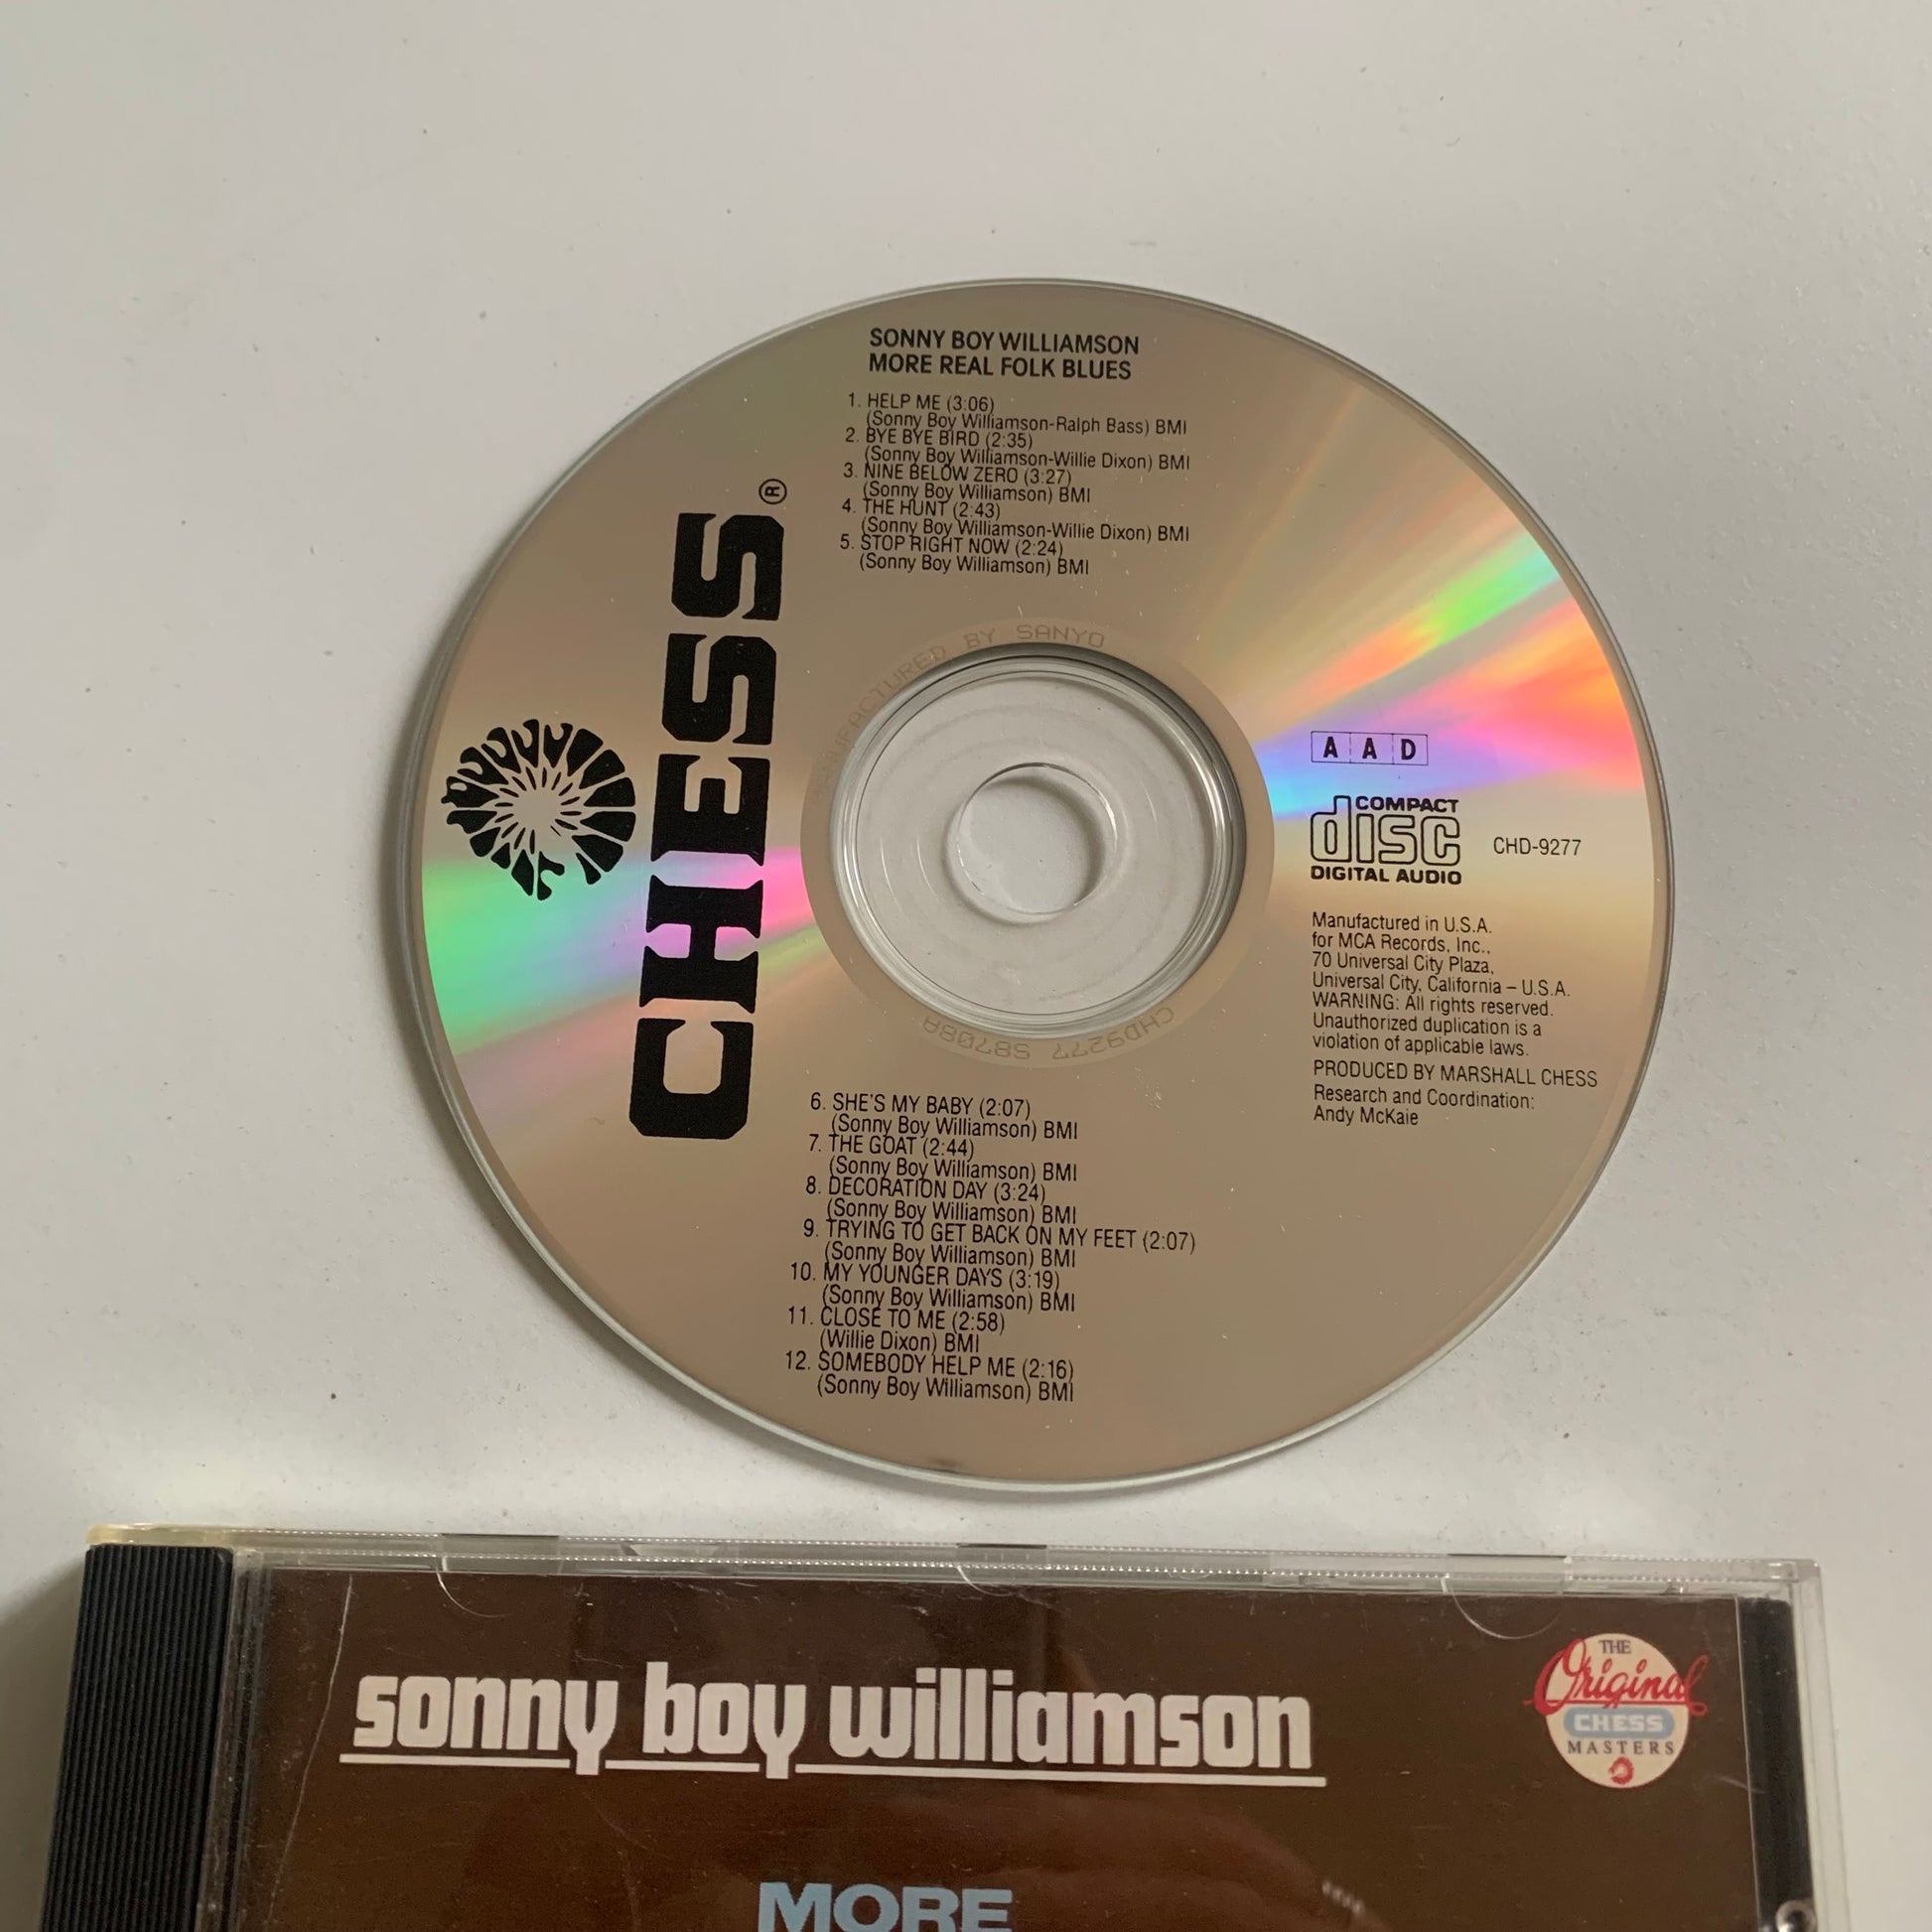 SONNY BOY WILLIAMSON
MORE REAL FOLK BLUES
1. HELP ME (3:06)
(Sonny Boy Williamson-Ralph Bass) BMI
2. BYE BYE BIRD (2:35)
(Sonny Boy Williamson-Willie Dixon) BMI
3. NINE BELOW ZERO (3:27)
(Sonny Boy Williamson) BMI
4. THE HUNT (2:43)
(Sonny Boy Williamson-Willie Dixon) BMI
5. STOP RIGHT NOW (2:24)
(Sonny Boy Williamson) BMI
CHESS®
MANUFACTURED BY SANYO
AAD
COMPACT
disc
DIGITAL AUDIO
CHD-9277
Manufactured in U.S.A.
for MCA Records, Inc.,
70 Universal City Plaza,
Universal City, California – U.S.A.
WARNING: All rights reserved.
Unauthorized duplication is a
violation of applicable laws.
PRODUCED BY MARSHALL CHESS
Research and Coordination:
Andy McKaie
CHD9277 S8708A
6. SHE'S MY BABY (2:07)
(Sonny Boy Williamson) BMI
7. THE GOAT (2:44)
(Sonny Boy Williamson) BMI
8. DECORATION DAY (3:24)
(Sonny Boy Williamson) BMI
9. TRYING TO GET BACK ON MY FEET (2:07)
(Sonny Boy Williamson) BMI
10. MY YOUNGER DAYS (3:19)
(Sonny Boy Williamson) BMI
11. CLOSE TO ME (2:58)
(Willie Dixon) BMI
12. SOMEBODY HELP ME (2:16)
(Sonny Boy Williamson) BMI
sonny boy williamson
THE
Original
CHESS
MASTERS
MORE